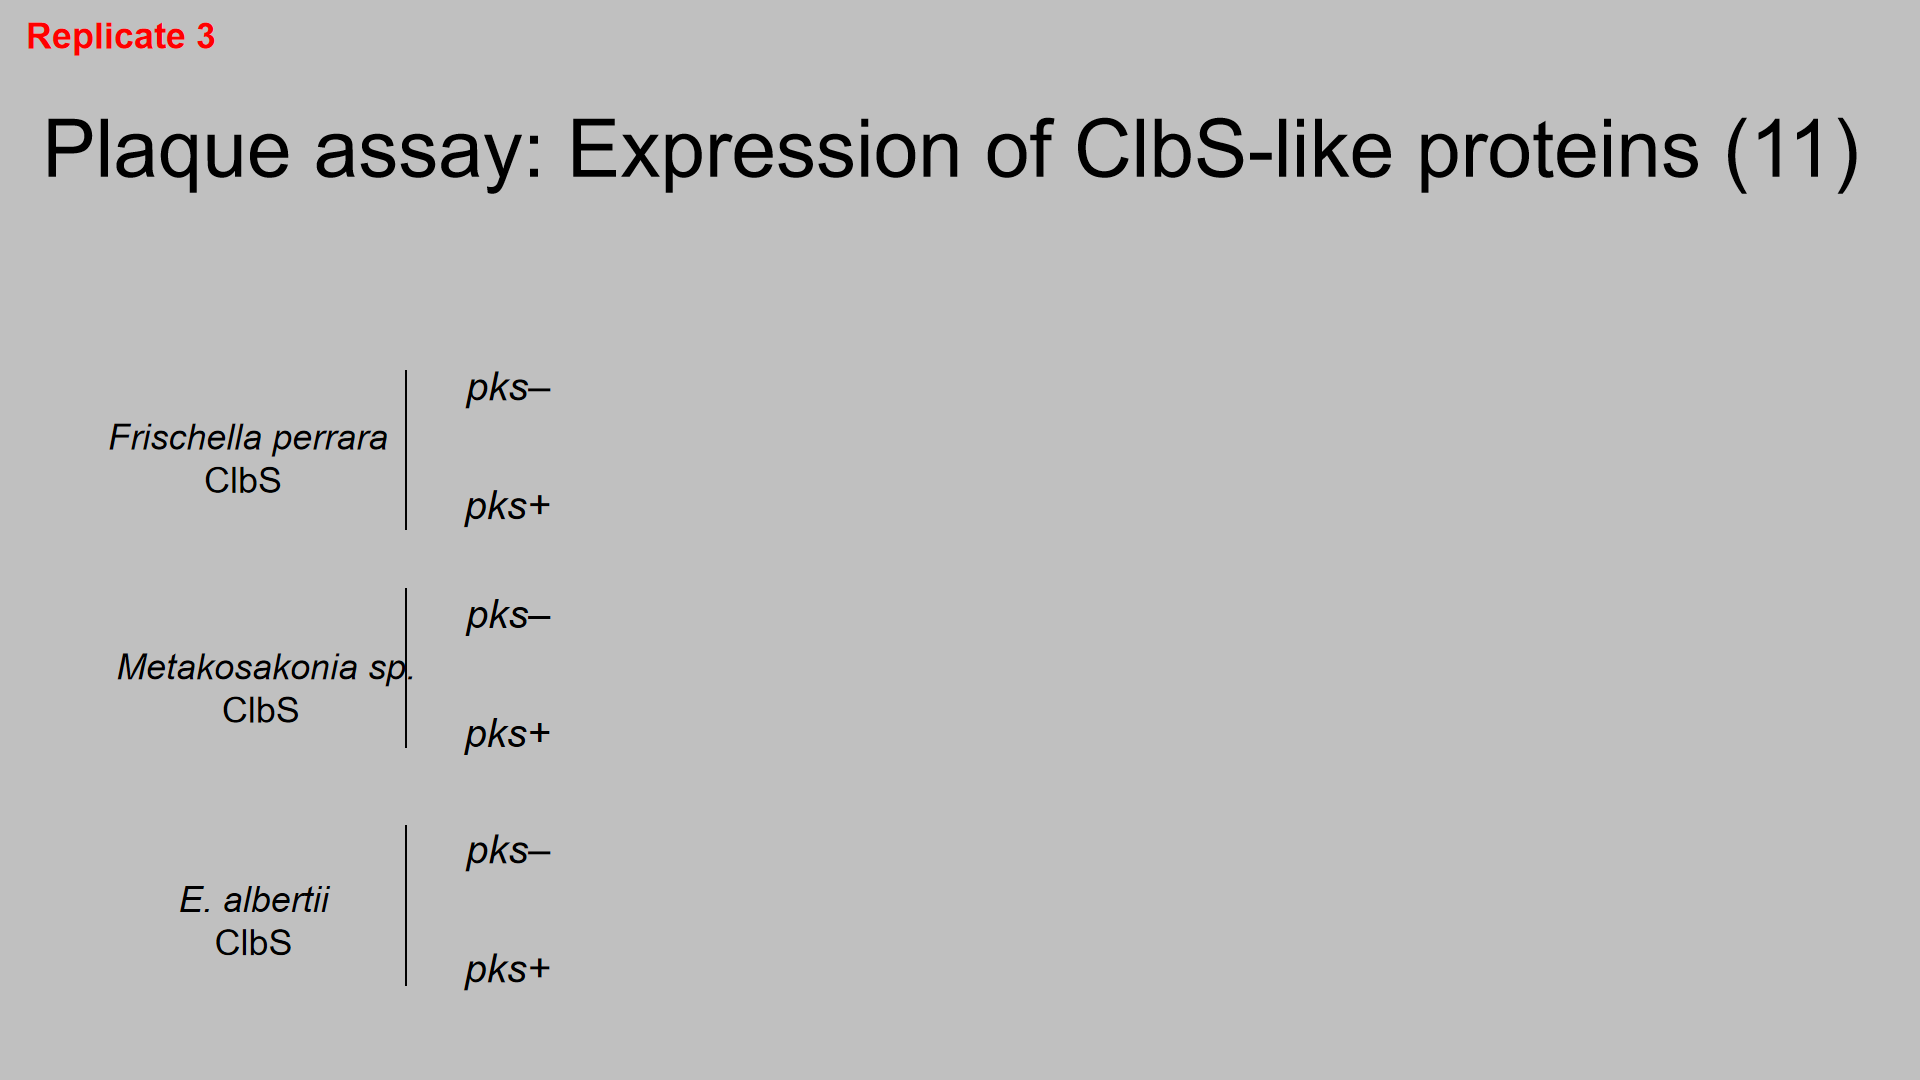 Replicate 3
Plaque assay: Expression of ClbS-like proteins (11)
pks–
Frischella perrara
ClbS
pks+
pks–
Metakosakonia sp.
ClbS
pks+
pks–
E. albertii
ClbS
pks+